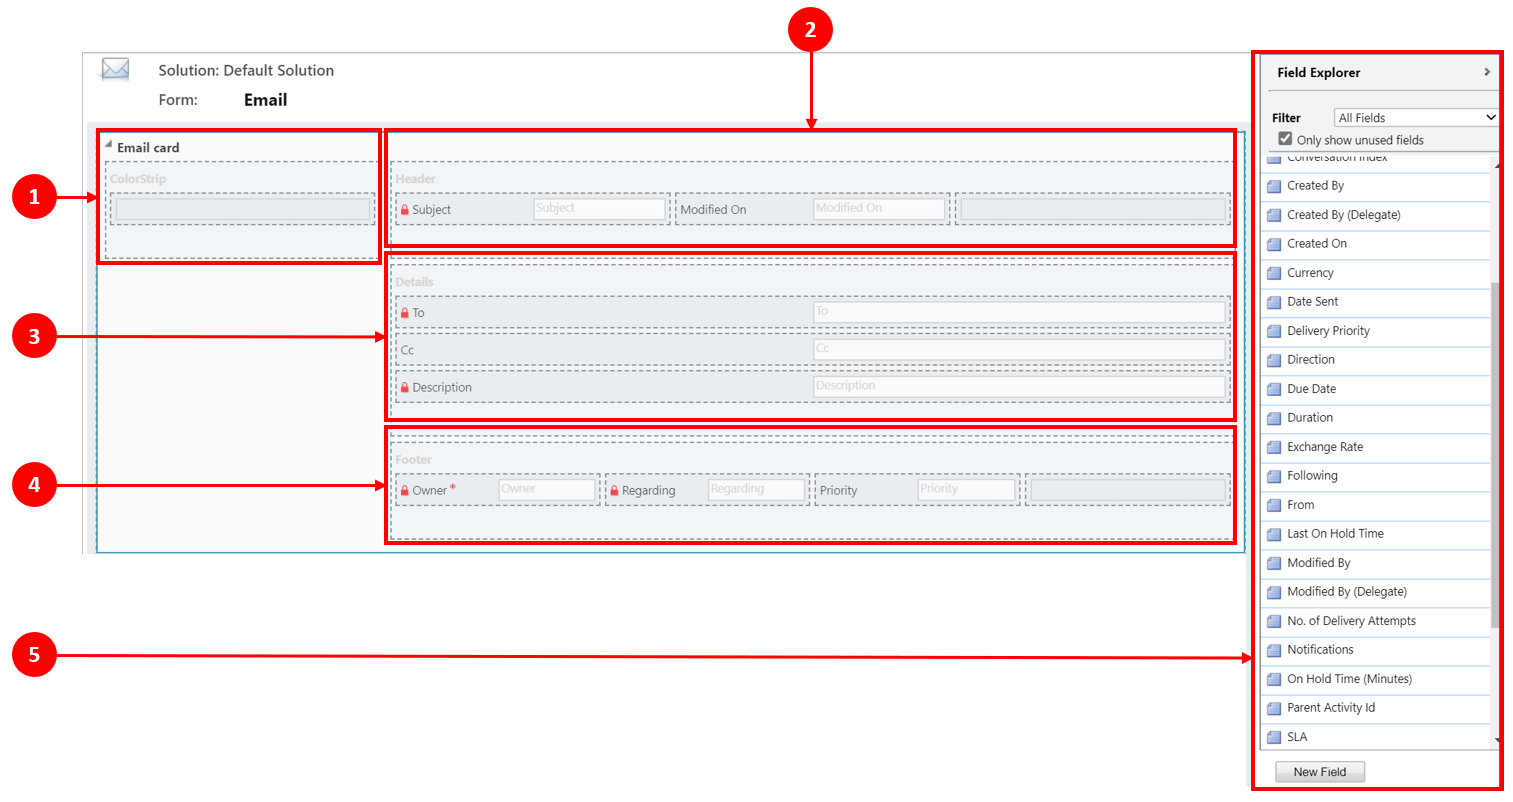 2
Solution: Default Solution
Form: Email
Field Explorer
Filter All Fields
Only show unused fields
1
Email card
ColorStrip
Header
Subject Subject Modified On Modified On
3
Details
To To
Cc Cc
Description Description
4
Footer
Owner* Owner Regarding Regarding Priority Priority
5
Conversation Index
Created By
Created By (Delegate)
Created On
Currency
Date Sent
Delivery Priority
Direction
Due Date
Duration
Exchange Rate
Following
From
Last On Hold Time
Modified By
Modified By (Delegate)
No. of Delivery Attempts
Notifications
On Hold Time (Minutes)
Parent Activity Id
SLA
New Field